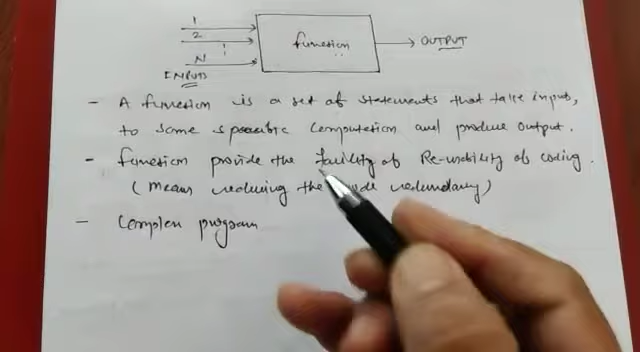 1
2
N
INPUTS
function
OUTPUT
- A function is a set of statements that take inputs,
to some specific computation and produce output.
- function provide the facility of Re-usability of coding.
(means reducing the code redundancy)
- Complex program